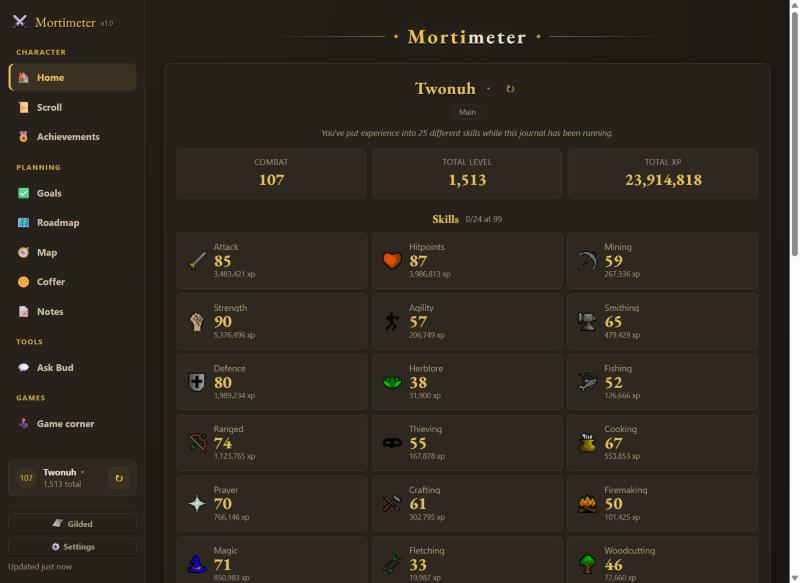 Mortimeter v1.0
CHARACTER
Home
Scroll
Achievements
PLANNING
Goals
Roadmap
Map
Coffer
Notes
TOOLS
Ask Bud
GAMES
Game corner
107
Twonuh
1,513 total
Gilded
Settings
Updated just now
Mortimeter
Twonuh
Main
You've put experience into 25 different skills while this journal has been running.
COMBAT
107
TOTAL LEVEL
1,513
TOTAL XP
23,914,818
Skills 0/24 at 99
Attack
85
3,483,421 xp
Hitpoints
87
3,986,813 xp
Mining
59
267,336 xp
Strength
90
5,376,496 xp
Agility
57
206,749 xp
Smithing
65
479,429 xp
Defence
80
1,989,234 xp
Herblore
38
31,900 xp
Fishing
52
126,666 xp
Ranged
74
1,123,765 xp
Thieving
55
167,878 xp
Cooking
67
553,853 xp
Prayer
70
766,146 xp
Crafting
61
302,795 xp
Firemaking
50
101,425 xp
Magic
71
850,983 xp
Fletching
33
19,987 xp
Woodcutting
46
72,660 xp